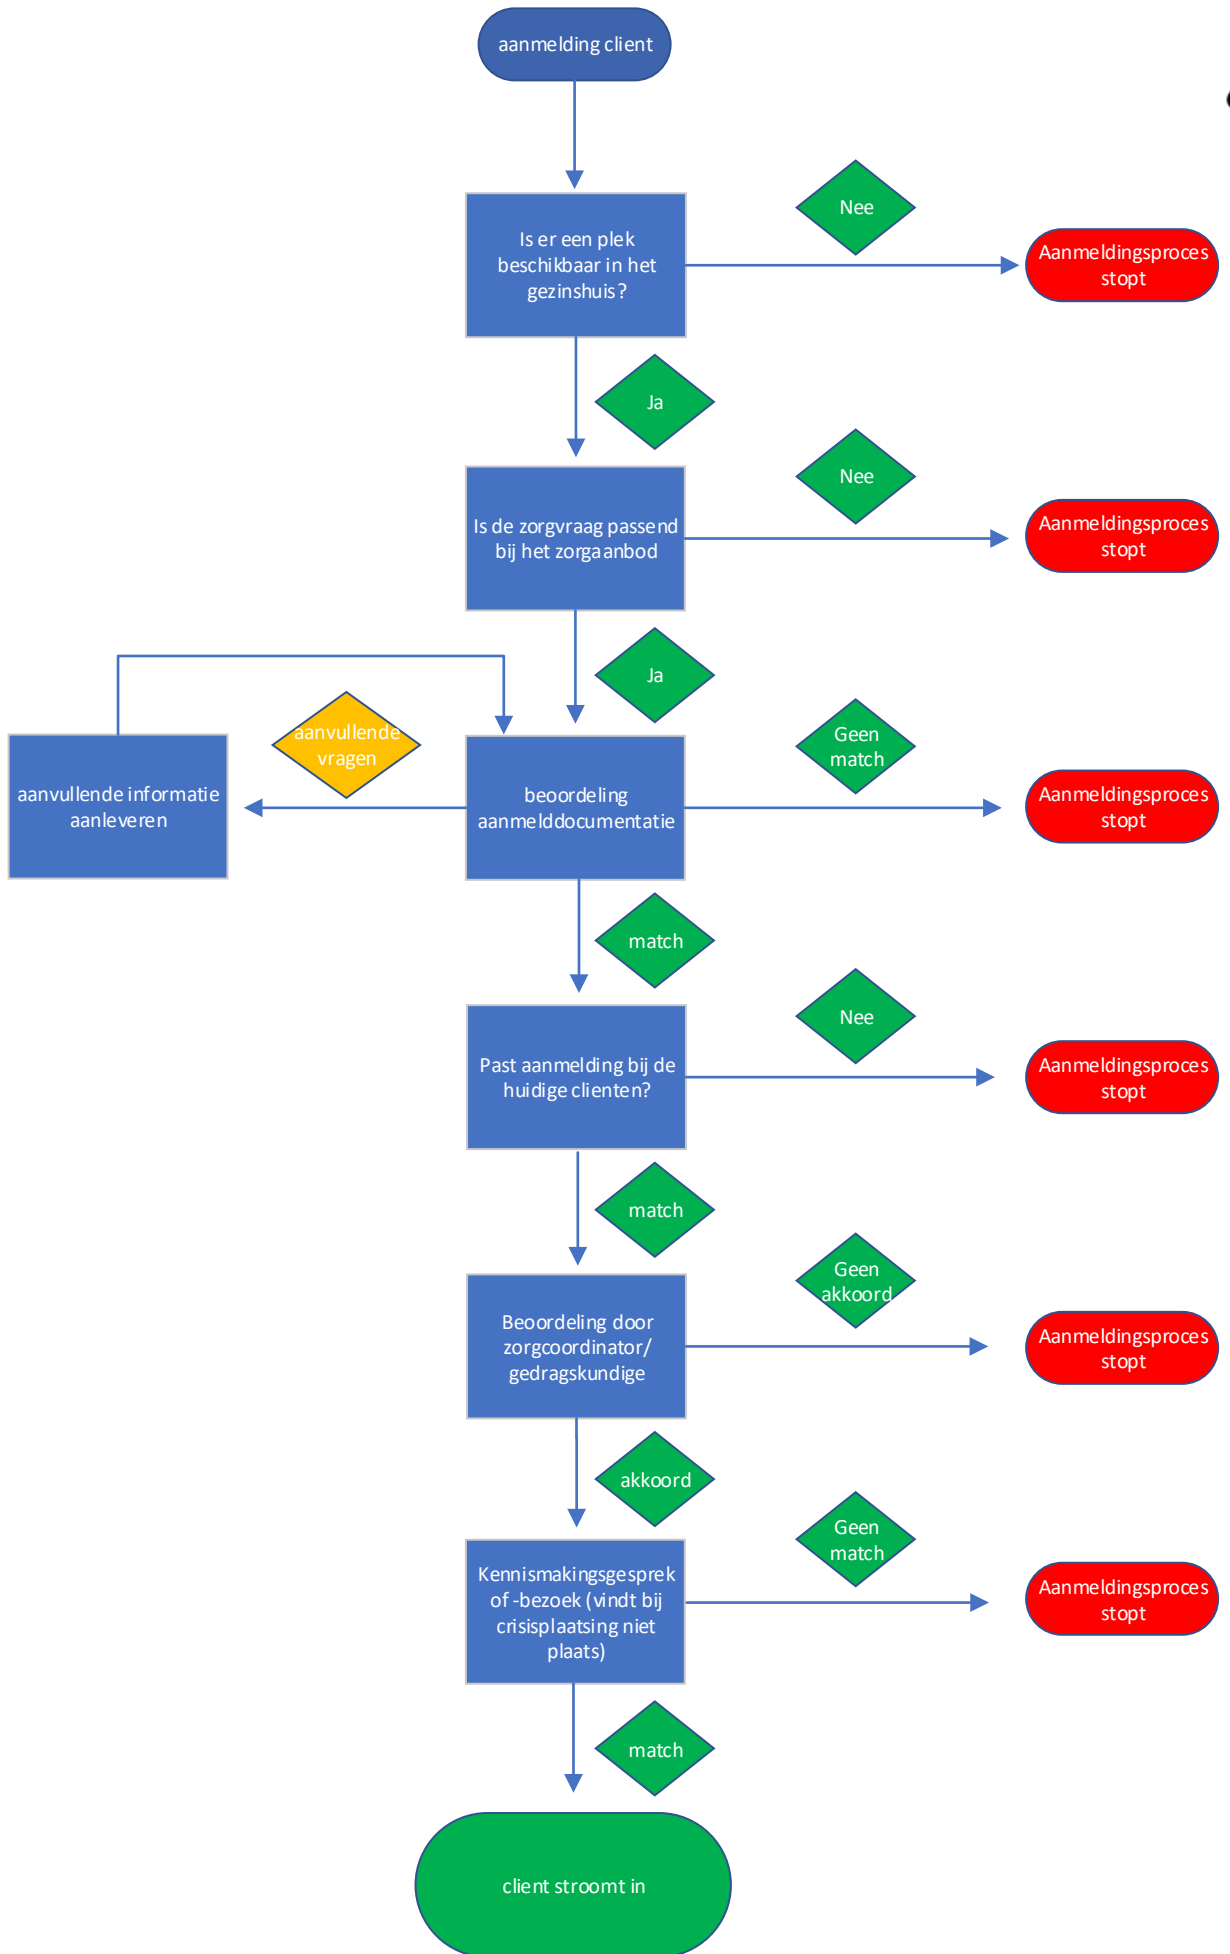 aanmelding client
Nee
Is er een plek
beschikbaar in het
gezinshuis?
Aanmeldingsproces
stopt
Ja
Nee
Is de zorgvraag passend
bij het zorgaanbod
Aanmeldingsproces
stopt
Ja
aanvullende
vragen
Geen
match
aanvullende informatie
aanleveren
beoordeling
aanmelddocumentatie
Aanmeldingsproces
stopt
match
Nee
Past aanmelding bij de
huidige clienten?
Aanmeldingsproces
stopt
match
Geen
akkoord
Beoordeling door
zorgcoordinator/
gedragskundige
Aanmeldingsproces
stopt
akkoord
Geen
match
Kennismakingsgesprek
of -bezoek (vindt bij
crisisplaatsing niet
plaats)
Aanmeldingsproces
stopt
match
client stroomt in